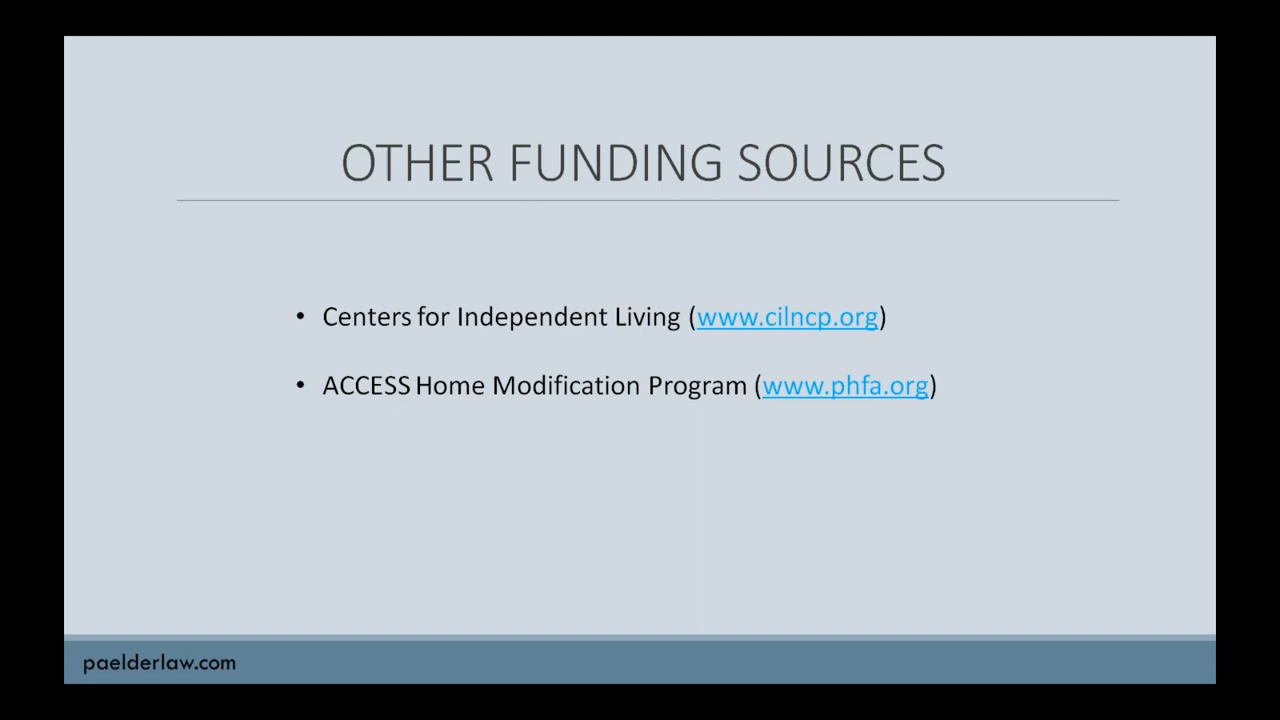 OTHER FUNDING SOURCES
• Centers for Independent Living (www.cilncp.org)
• ACCESS Home Modification Program (www.phfa.org)
paelderlaw.com